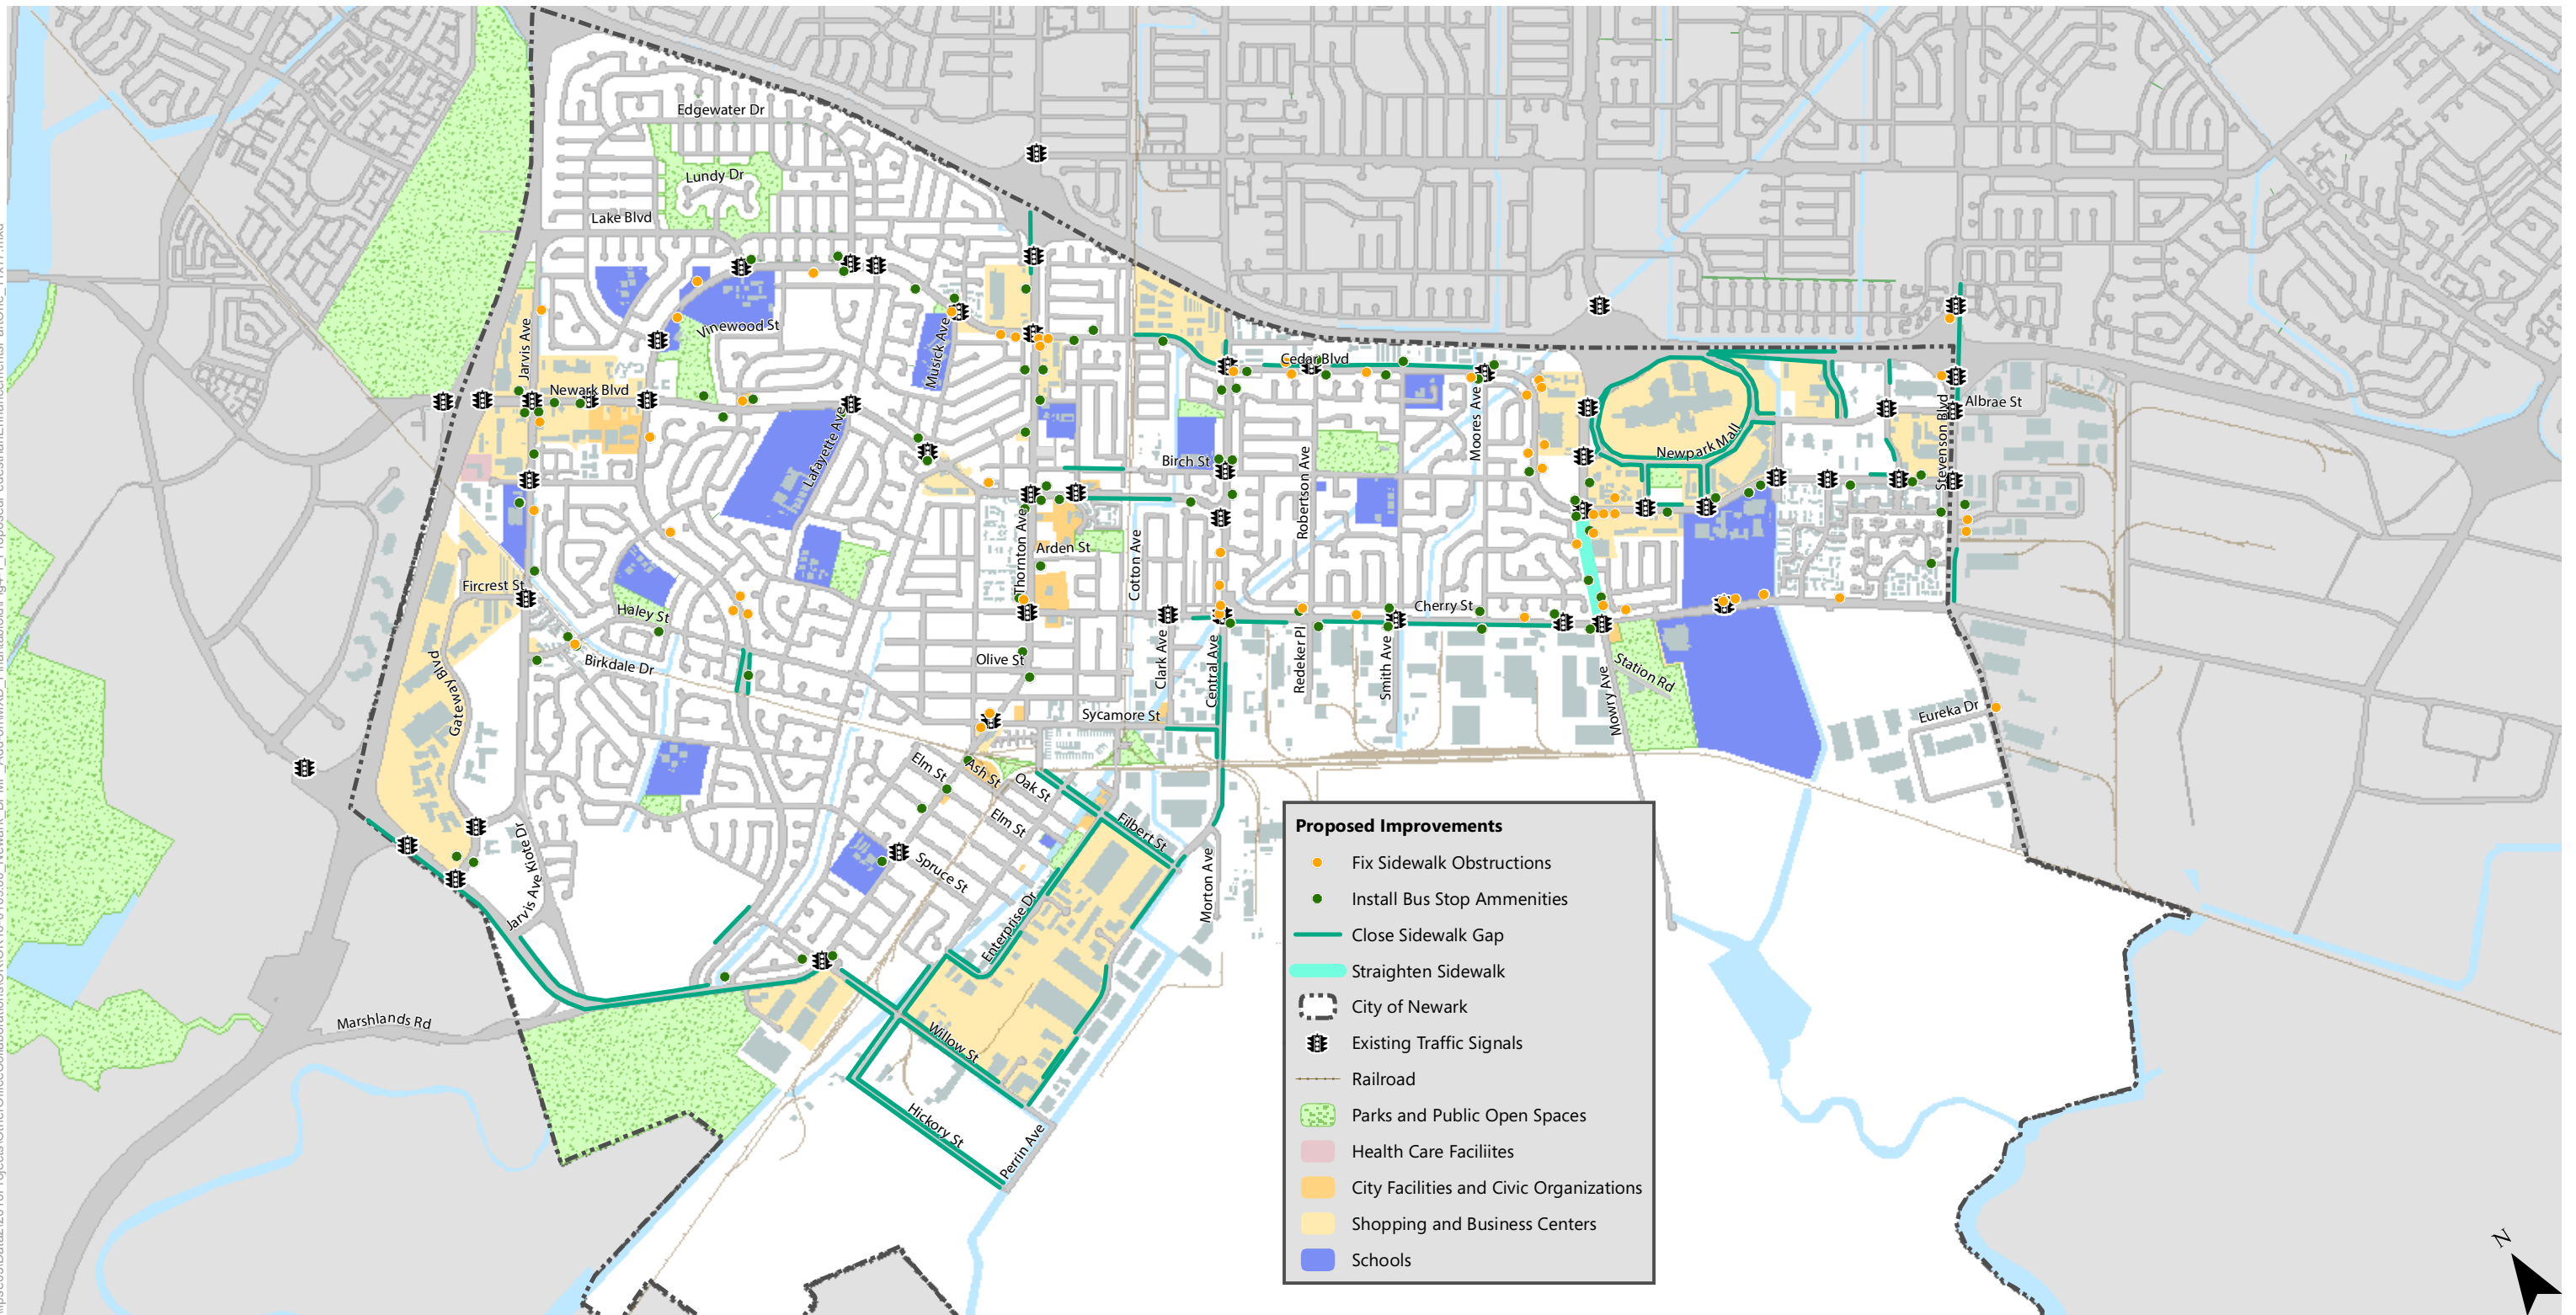 Edgewater Dr
Lundy Dr
Lake Blvd
Vinewood St
Jarvis Ave
Musick Ave
Newark Blvd
Cedar Blvd
Moores Ave
Newpark Mall
Stevenson Blvd
Albrae St
Lafayette Ave
Birch St
Robertson Ave
Thornton Ave
Arden St
Cotton Ave
Fircrest St
Haley St
Cherry St
Birkdale Dr
Olive St
Clark Ave
Central Ave
Redeker Pl
Smith Ave
Mowry Ave
Station Rd
Eureka Dr
Gateway Blvd
Sycamore St
Elm St
Ash St
Oak St
Elm St
Filbert St
Spruce St
Kiote Dr
Jarvis Ave
Enterprise Dr
Morton Ave
Marshlands Rd
Willow St
Hickory St
Perrin Ave
Proposed Improvements
Fix Sidewalk Obstructions
Install Bus Stop Ammenities
Close Sidewalk Gap
Straighten Sidewalk
City of Newark
Existing Traffic Signals
Railroad
Parks and Public Open Spaces
Health Care Faciliites
City Facilities and Civic Organizations
Shopping and Business Centers
Schools
N